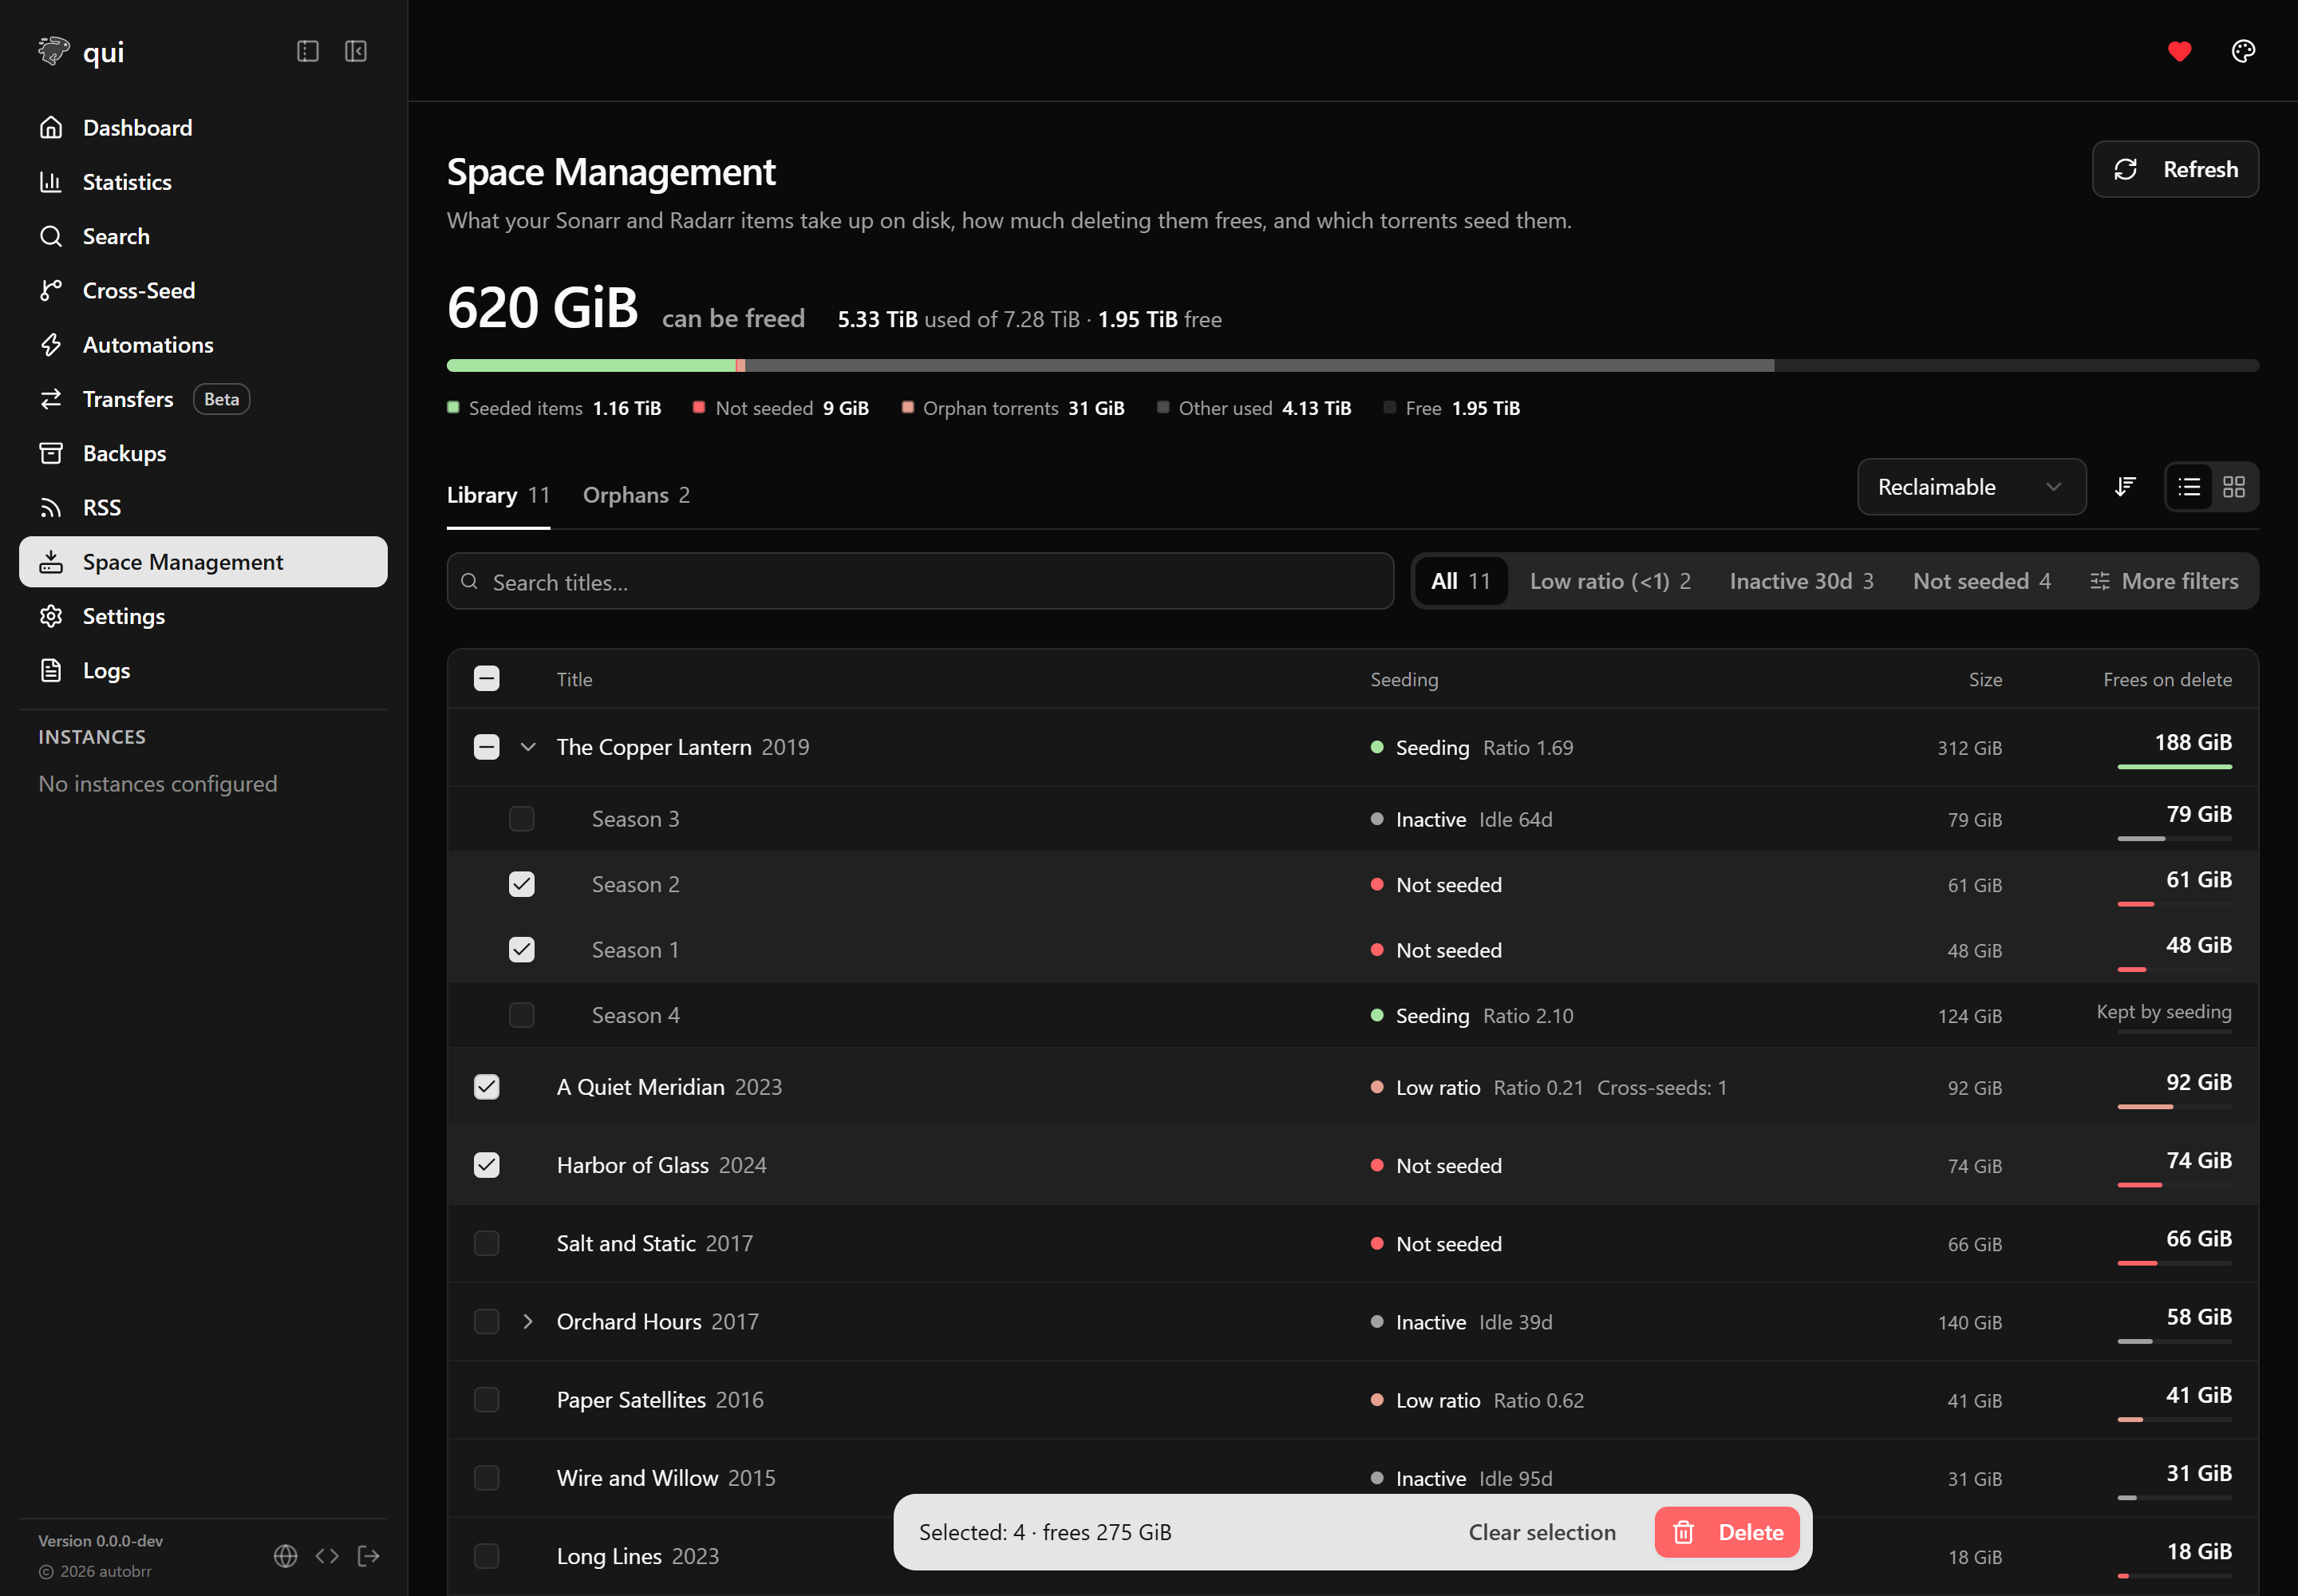 qui
Dashboard
Statistics
Search
Cross-Seed
Automations
Transfers Beta
Backups
RSS
Space Management
Settings
Logs
INSTANCES
No instances configured
Version 0.0.0-dev
© 2026 autobrr
Space Management
Refresh
What your Sonarr and Radarr items take up on disk, how much deleting them frees, and which torrents seed them.
620 GiB can be freed 5.33 TiB used of 7.28 TiB · 1.95 TiB free
Seeded items 1.16 TiB Not seeded 9 GiB Orphan torrents 31 GiB Other used 4.13 TiB Free 1.95 TiB
Library 11 Orphans 2 Reclaimable
Search titles... All 11 Low ratio (<1) 2 Inactive 30d 3 Not seeded 4 More filters
Title Seeding Size Frees on delete
The Copper Lantern 2019 Seeding Ratio 1.69 312 GiB 188 GiB
Season 3 Inactive Idle 64d 79 GiB 79 GiB
Season 2 Not seeded 61 GiB 61 GiB
Season 1 Not seeded 48 GiB 48 GiB
Season 4 Seeding Ratio 2.10 124 GiB Kept by seeding
A Quiet Meridian 2023 Low ratio Ratio 0.21 Cross-seeds: 1 92 GiB 92 GiB
Harbor of Glass 2024 Not seeded 74 GiB 74 GiB
Salt and Static 2017 Not seeded 66 GiB 66 GiB
Orchard Hours 2017 Inactive Idle 39d 140 GiB 58 GiB
Paper Satellites 2016 Low ratio Ratio 0.62 41 GiB 41 GiB
Wire and Willow 2015 Inactive Idle 95d 31 GiB 31 GiB
Long Lines 2023 18 GiB 18 GiB
Selected: 4 · frees 275 GiB Clear selection Delete